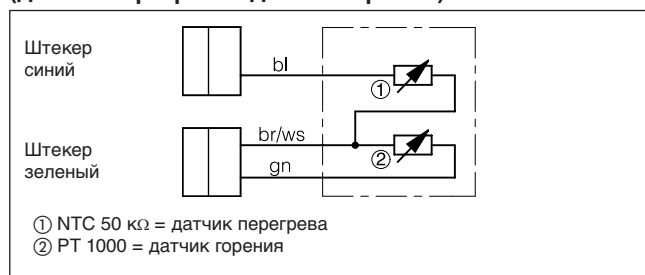 Штекер
синий
bl
①
Штекер
зеленый
br/ws
②
gn
① NTC 50 кΩ = датчик перегрева
② PT 1000 = датчик горения